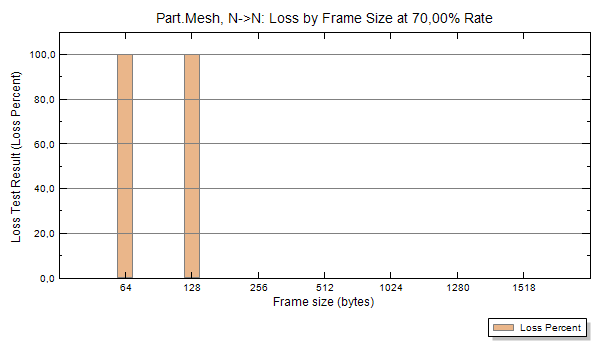 Part.Mesh, N->N: Loss by Frame Size at 70,00% Rate
Loss Test Result (Loss Percent)
100,0
80,0
60,0
40,0
20,0
0,0
64 128 256 512 1024 1280 1518
Frame size (bytes)
Loss Percent